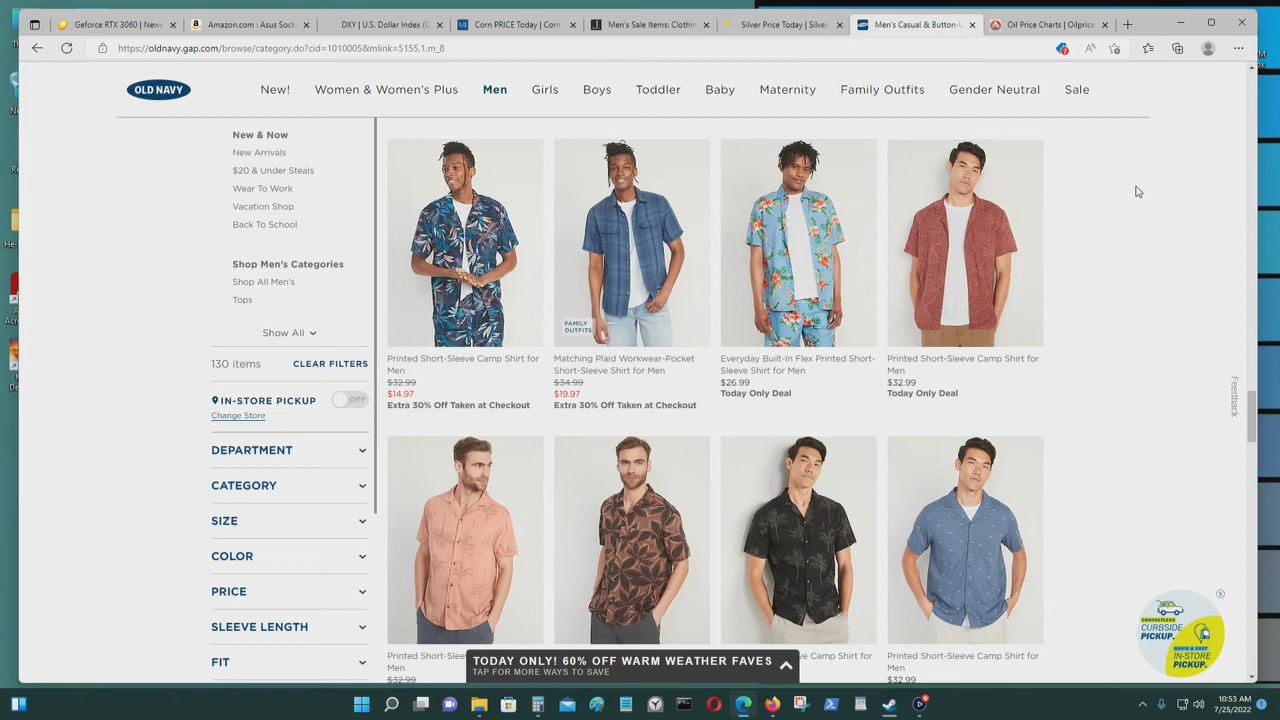 Geforce RTX 3060 | Newe
Amazon.com : Asus Sock
DXY | U.S. Dollar Index (D
Corn PRICE Today | Corn
Men's Sale Items: Clothin
Silver Price Today | Silver
Men's Casual & Button-U
Oil Price Charts | Oilprice.
https://oldnavy.gap.com/browse/category.do?cid=1010005&mlink=5155.1.m_8
OLD NAVY
New! Women & Women's Plus Men Girls Boys Toddler Baby Maternity Family Outfits Gender Neutral Sale
New & Now
New Arrivals
$20 & Under Steals
Wear To Work
Vacation Shop
Back To School
Shop Men's Categories
Shop All Men's
Tops
Show All
130 items CLEAR FILTERS
IN-STORE PICKUP OFF
Change Store
DEPARTMENT
CATEGORY
SIZE
COLOR
PRICE
SLEEVE LENGTH
FIT
Printed Short-Sleeve Camp Shirt for
Men
$32.99
$14.97
Extra 30% Off Taken at Checkout
FAMILY
OUTFITS
Matching Plaid Workwear-Pocket
Short-Sleeve Shirt for Men
$34.99
$19.97
Extra 30% Off Taken at Checkout
Everyday Built-In Flex Printed Short-
Sleeve Shirt for Men
$26.99
Today Only Deal
Printed Short-Sleeve Camp Shirt for
Men
$32.99
Today Only Deal
Printed Short-Slee
Men
$32.99
Camp Shirt for
Printed Short-Sleeve Camp Shirt for
Men
$32.99
TODAY ONLY! 60% OFF WARM WEATHER FAVES
TAP FOR MORE WAYS TO SAVE
Feedback
CONTACTLESS
CURBSIDE
PICKUP.
QUICK & EASY
IN-STORE
PICKUP.
10:53 AM
7/25/2022